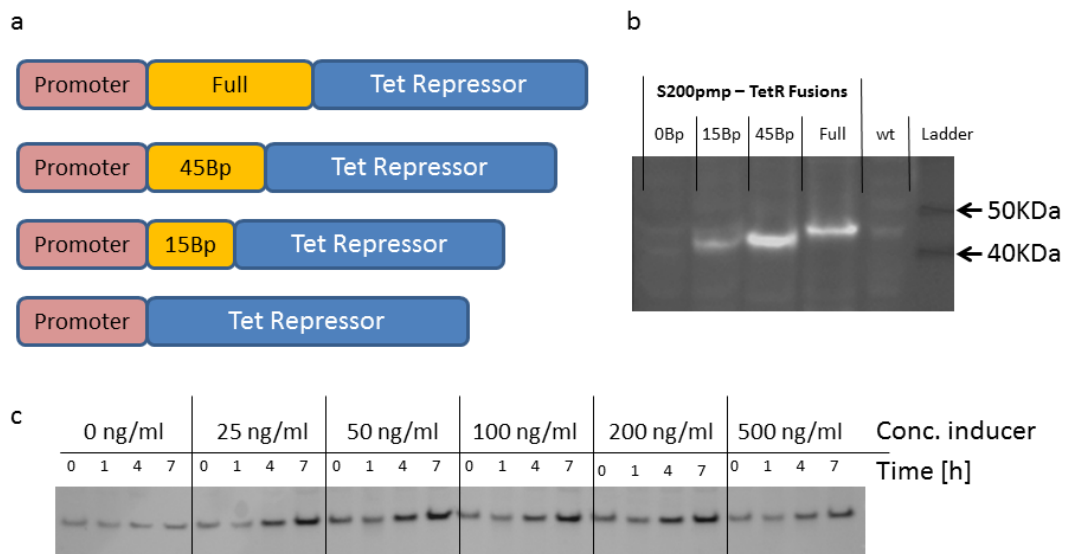 a
Promoter Full Tet Repressor
Promoter 45Bp Tet Repressor
Promoter 15Bp Tet Repressor
Promoter Tet Repressor
b
S200pmp – TetR Fusions
0Bp 15Bp 45Bp Full wt Ladder
50KDa
40KDa
c
0 ng/ml 25 ng/ml 50 ng/ml 100 ng/ml 200 ng/ml 500 ng/ml Conc. inducer
0 1 4 7 0 1 4 7 0 1 4 7 0 1 4 7 0 1 4 7 0 1 4 7 Time [h]